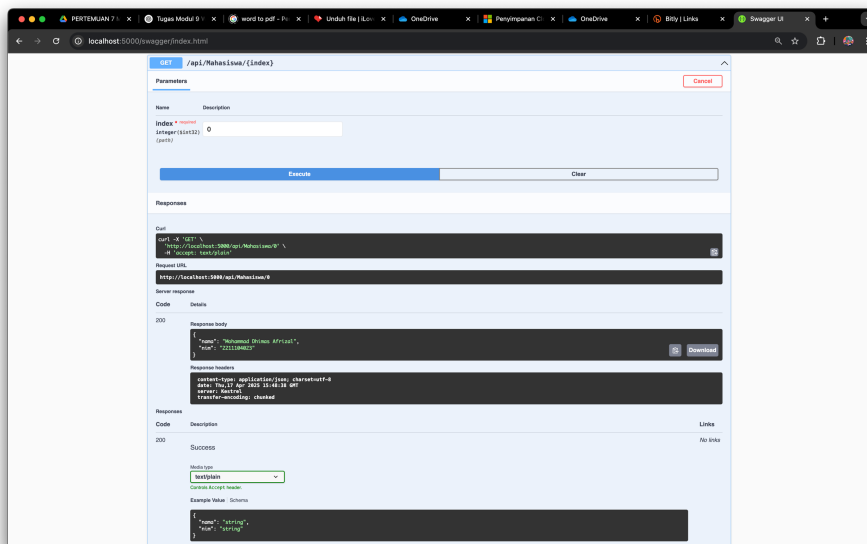 PERTEMUAN 7
Tugas Modul 9
word to pdf - Pe
Unduh file | iLov
OneDrive
Penyimpanan Cl
OneDrive
Bitly | Links
Swagger UI
localhost:5000/swagger/index.html
GET /api/Mahasiswa/{index}
Parameters
Cancel
Name Description
index * required
integer($int32)
(path)
0
Execute
Clear
Responses
Curl
curl -X 'GET' \
'http://localhost:5000/api/Mahasiswa/0' \
-H 'accept: text/plain'
Request URL
http://localhost:5000/api/Mahasiswa/0
Server response
Code Details
200
Response body
{
"nama": "Mohammad Dhimas Afrizal",
"nim": "2211104023"
}
Download
Response headers
content-type: application/json; charset=utf-8
date: Thu,17 Apr 2025 15:48:38 GMT
server: Kestrel
transfer-encoding: chunked
Responses
Code Description Links
200
Success
No links
Media type
text/plain
Controls Accept header.
Example Value Schema
{
"nama": "string",
"nim": "string"
}